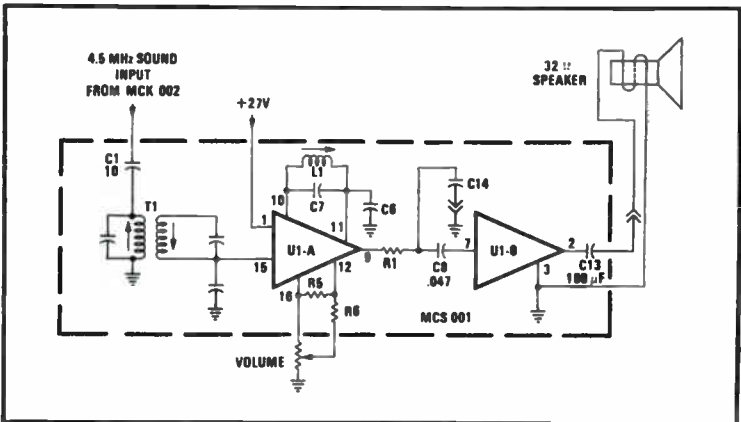 4.5 MHz SOUND
INPUT
FROM MCK 002
+27V
32 Ω
SPEAKER
C1
10
T1
L1
C7
C6
C14
10
11
1
U1-A
15
16
12
9
R5
R6
R1
C8
.047
7
U1-B
2
3
C13
100 µF
MCS 001
VOLUME